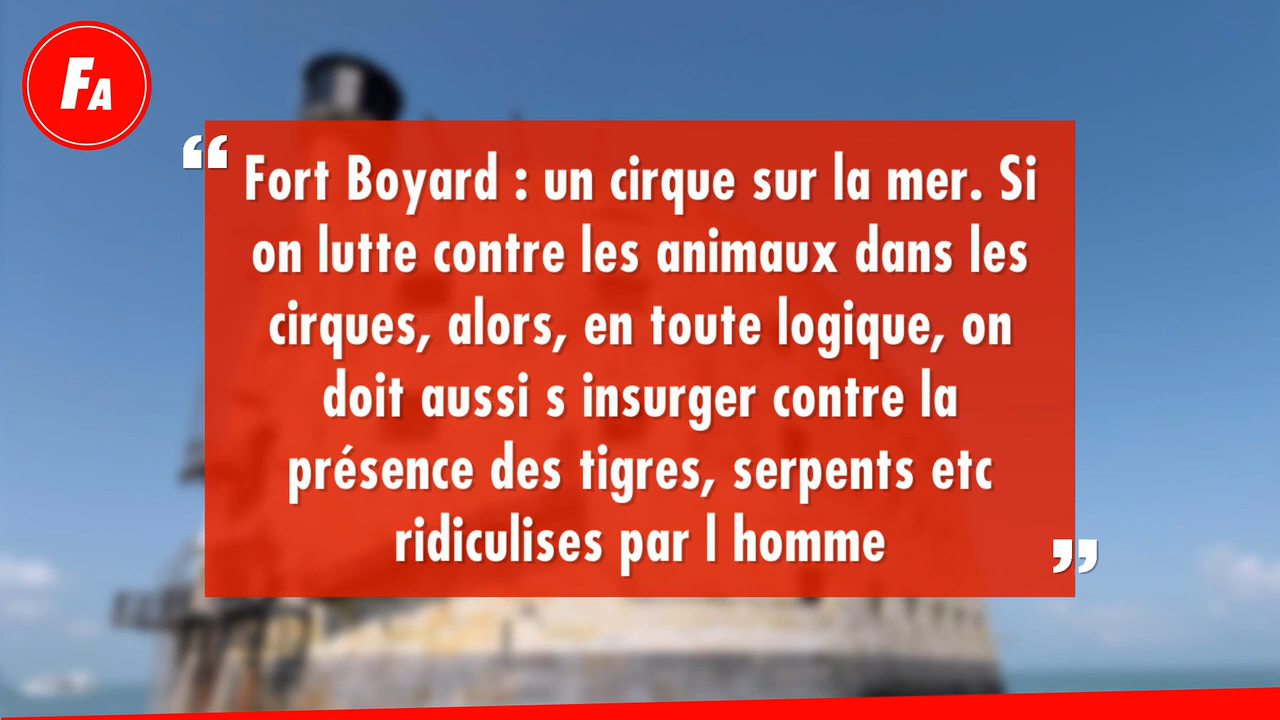 FA
“ Fort Boyard : un cirque sur la mer. Si
on lutte contre les animaux dans les
cirques, alors, en toute logique, on
doit aussi s insurger contre la
présence des tigres, serpents etc
ridiculises par l homme ”